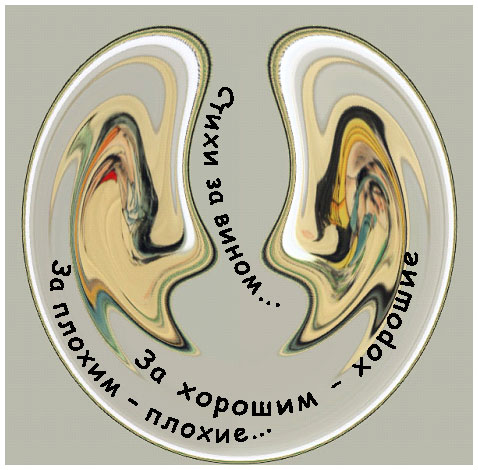 Стихи за вином...
За плохим - плохие...
За хорошим - хорошие